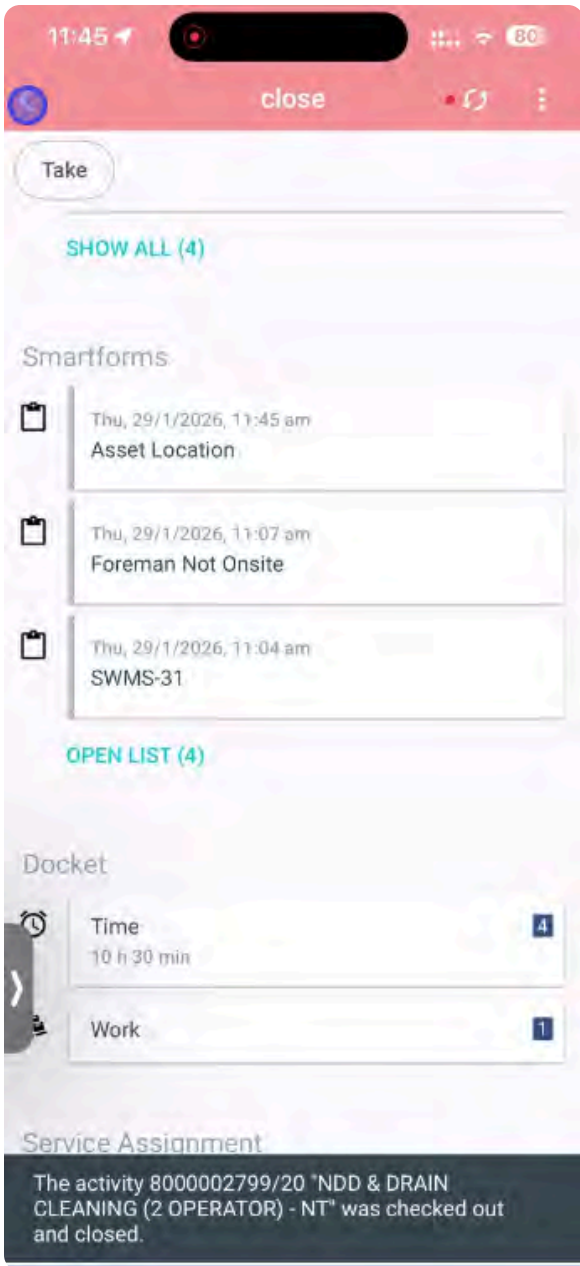 11:45
80
close
Take
SHOW ALL (4)
Smartforms
Thu, 29/1/2026, 11:45 am
Asset Location
Thu, 29/1/2026, 11:07 am
Foreman Not Onsite
Thu, 29/1/2026, 11:04 am
SWMS-31
OPEN LIST (4)
Docket
Time
4
10 h 30 min
Work
1
Service Assignment
The activity 8000002799/20 "NDD & DRAIN
CLEANING (2 OPERATOR) - NT" was checked out
and closed.